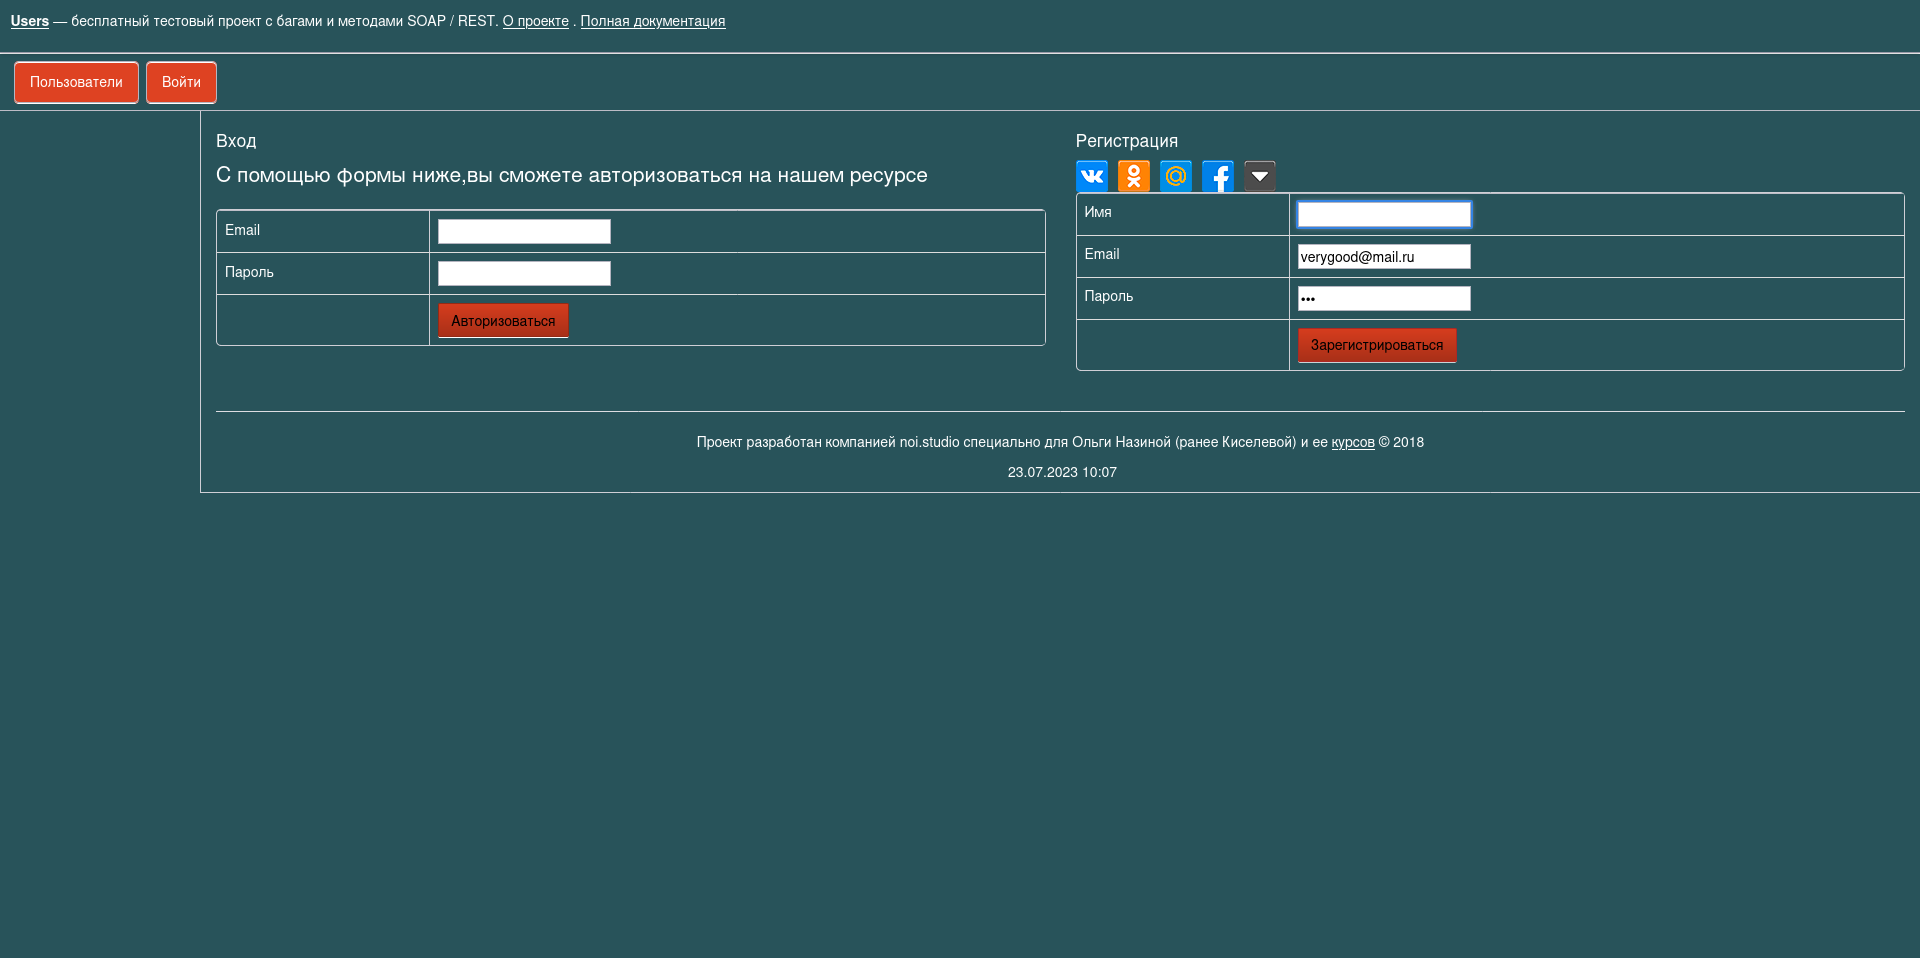 Users — бесплатный тестовый проект с багами и методами SOAP / REST. О проекте . Полная документация
Пользователи Войти
Вход
С помощью формы ниже,вы сможете авторизоваться на нашем ресурсе
Email
Пароль
Авторизоваться
Регистрация
Имя
Email verygood@mail.ru
Пароль •••
Зарегистрироваться
Проект разработан компанией noi.studio специально для Ольги Назиной (ранее Киселевой) и ее курсов © 2018
23.07.2023 10:07